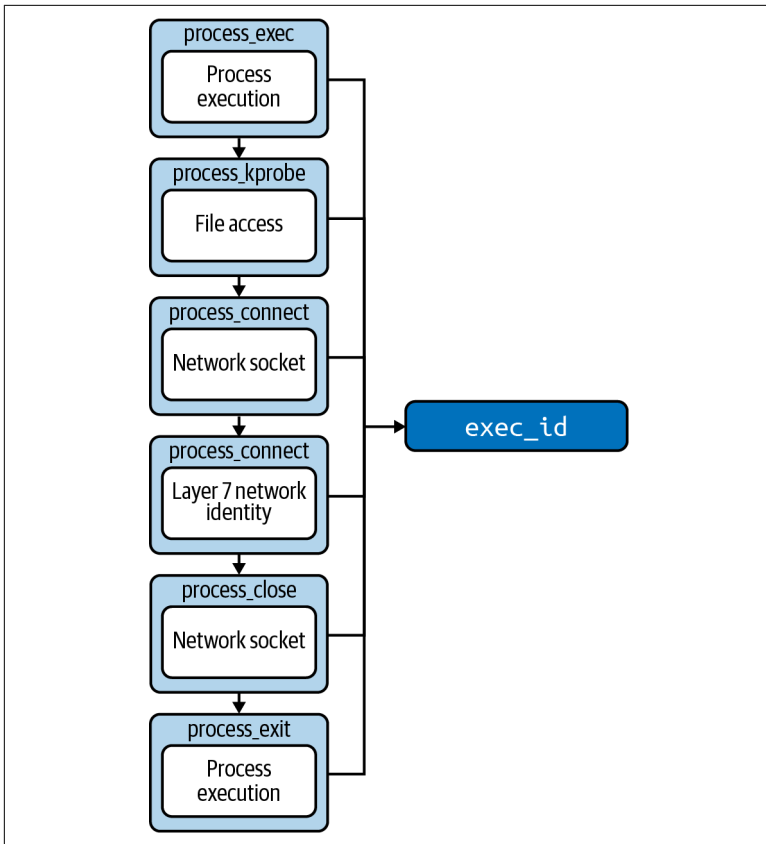 process_exec
Process
execution
process_kprobe
File access
process_connect
Network socket
process_connect
Layer 7 network
identity
process_close
Network socket
process_exit
Process
execution
exec_id